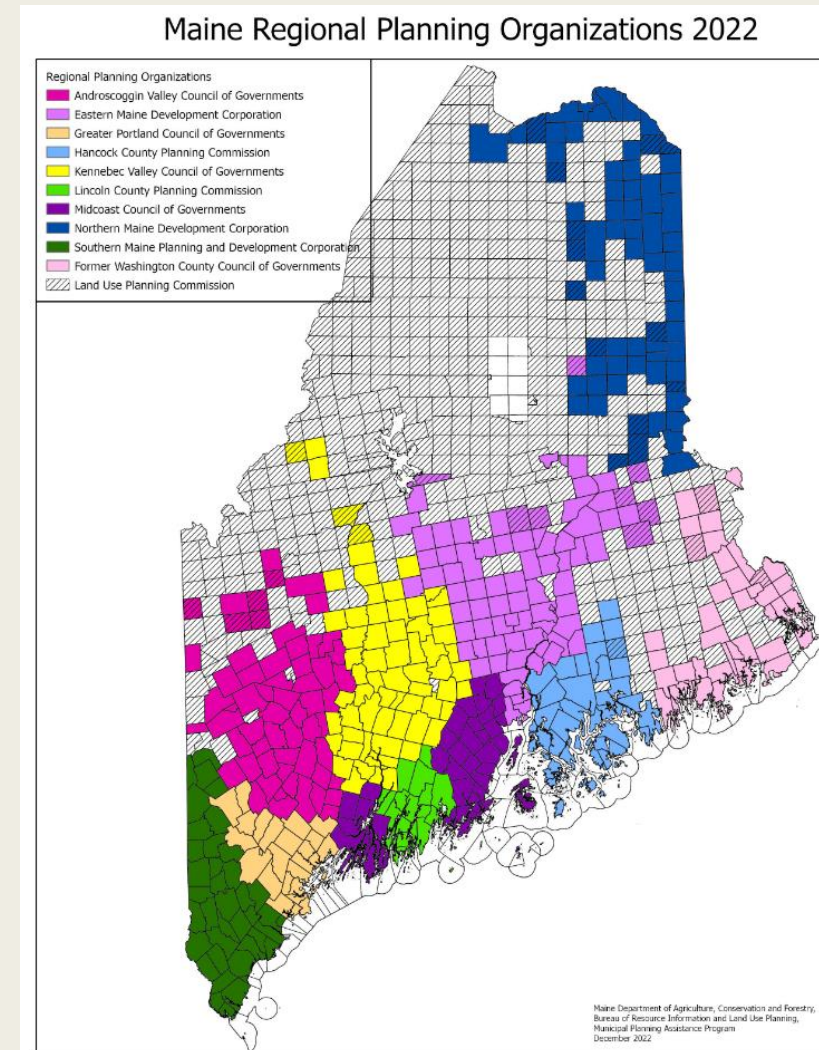 Maine Regional Planning Organizations 2022
Regional Planning Organizations
Androscoggin Valley Council of Governments
Eastern Maine Development Corporation
Greater Portland Council of Governments
Hancock County Planning Commission
Kennebec Valley Council of Governments
Lincoln County Planning Commission
Midcoast Council of Governments
Northern Maine Development Corporation
Southern Maine Planning and Development Corporation
Former Washington County Council of Governments
Land Use Planning Commission
Maine Department of Agriculture, Conservation and Forestry,
Bureau of Resource Information and Land Use Planning,
Municipal Planning Assistance Program
December 2022